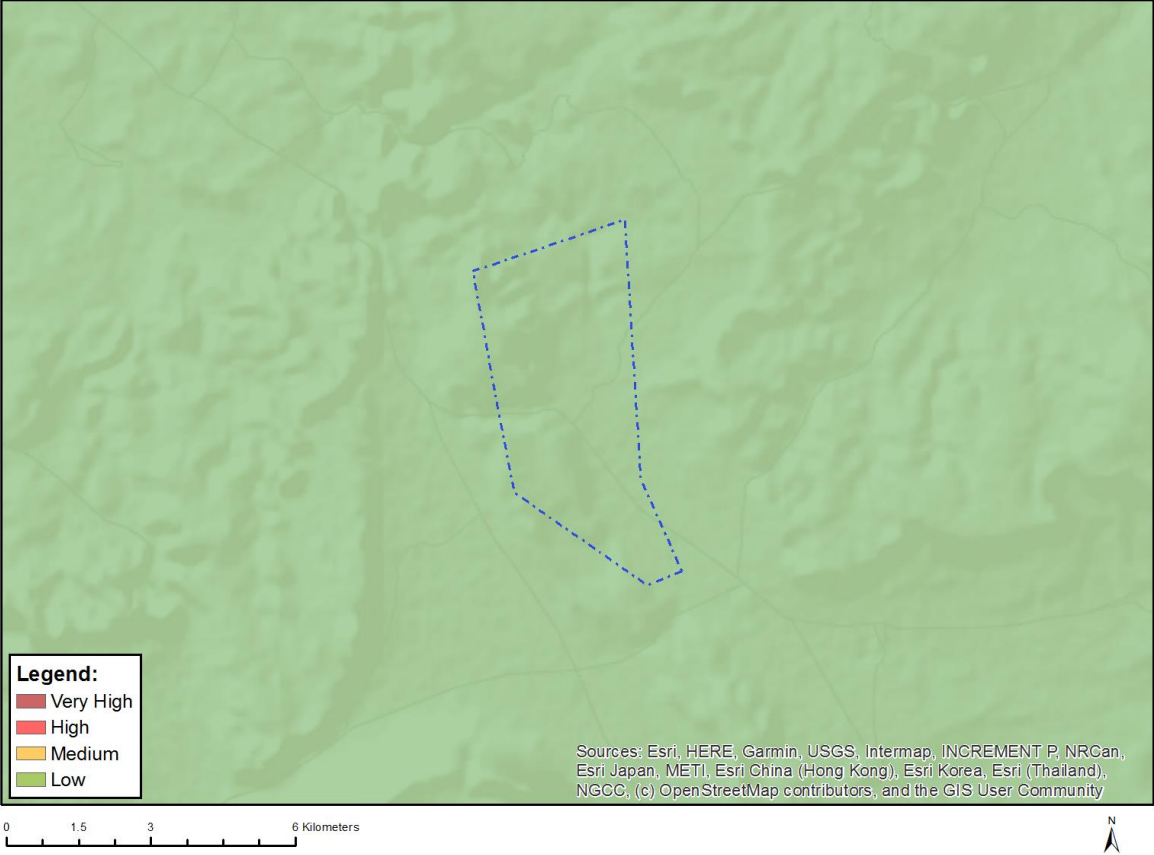 Legend:
Very High
High
Medium
Low
Sources: Esri, HERE, Garmin, USGS, Intermap, INCREMENT P, NRCan,
Esri Japan, METI, Esri China (Hong Kong), Esri Korea, Esri (Thailand),
NGCC, (c) OpenStreetMap contributors, and the GIS User Community
0 1.5 3 6 Kilometers
N